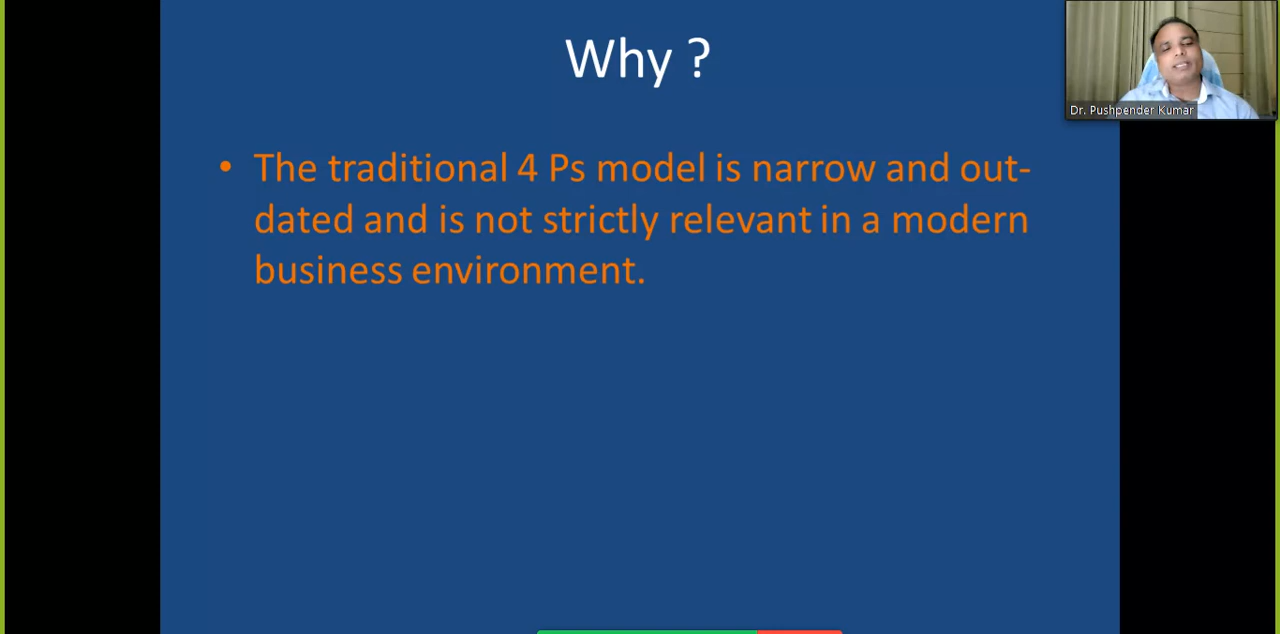 Why ?
Dr. Pushpender Kumar
• The traditional 4 Ps model is narrow and out-
dated and is not strictly relevant in a modern
business environment.